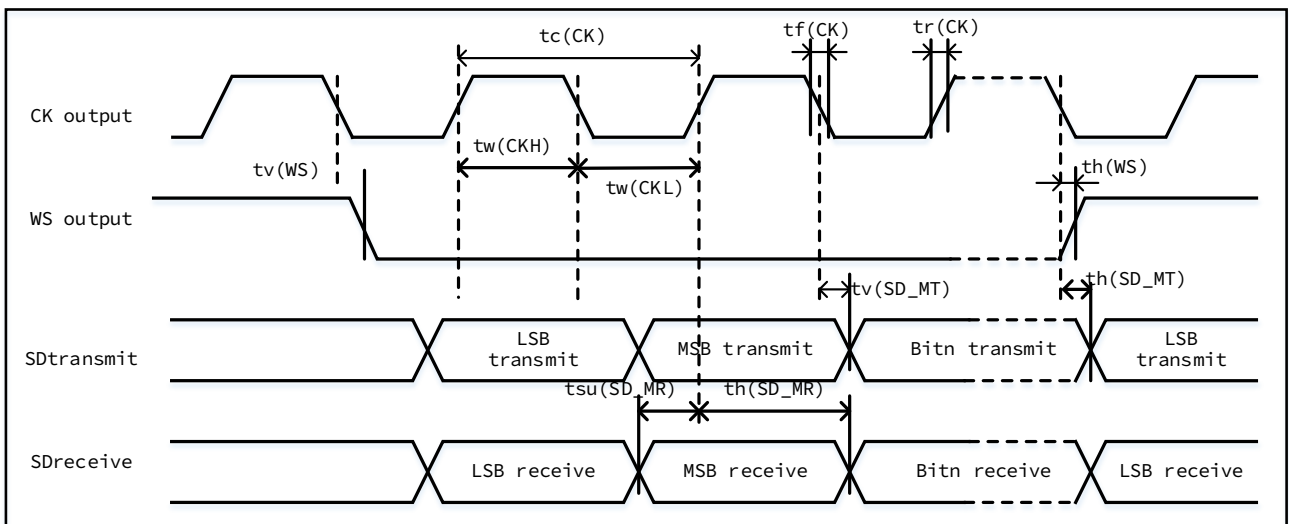 tc(CK)
tf(CK)
tr(CK)
CK output
tw(CKH)
tv(WS)
tw(CKL)
th(WS)
WS output
tv(SD_MT)
th(SD_MT)
SDtransmit
LSB
transmit
MSB transmit
Bitn transmit
LSB
transmit
tsu(SD_MR)
th(SD_MR)
SDreceive
LSB receive
MSB receive
Bitn receive
LSB receive